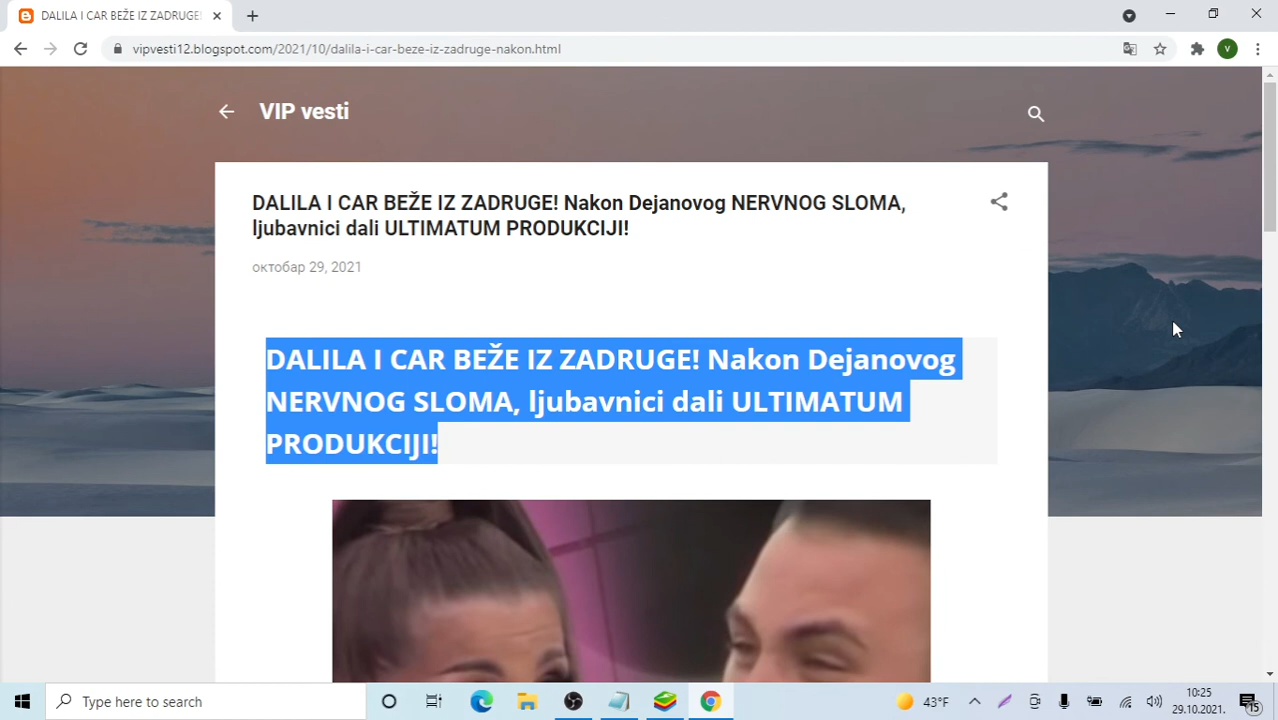 DALILA I CAR BEŽE IZ ZADRUGE!
vipvesti12.blogspot.com/2021/10/dalila-i-car-beze-iz-zadruge-nakon.html
V
VIP vesti
DALILA I CAR BEŽE IZ ZADRUGE! Nakon Dejanovog NERVNOG SLOMA,
ljubavnici dali ULTIMATUM PRODUKCIJI!
октобар 29, 2021
DALILA I CAR BEŽE IZ ZADRUGE! Nakon Dejanovog
NERVNOG SLOMA, ljubavnici dali ULTIMATUM
PRODUKCIJI!
Type here to search
43°F
10:25
29.10.2021.
15